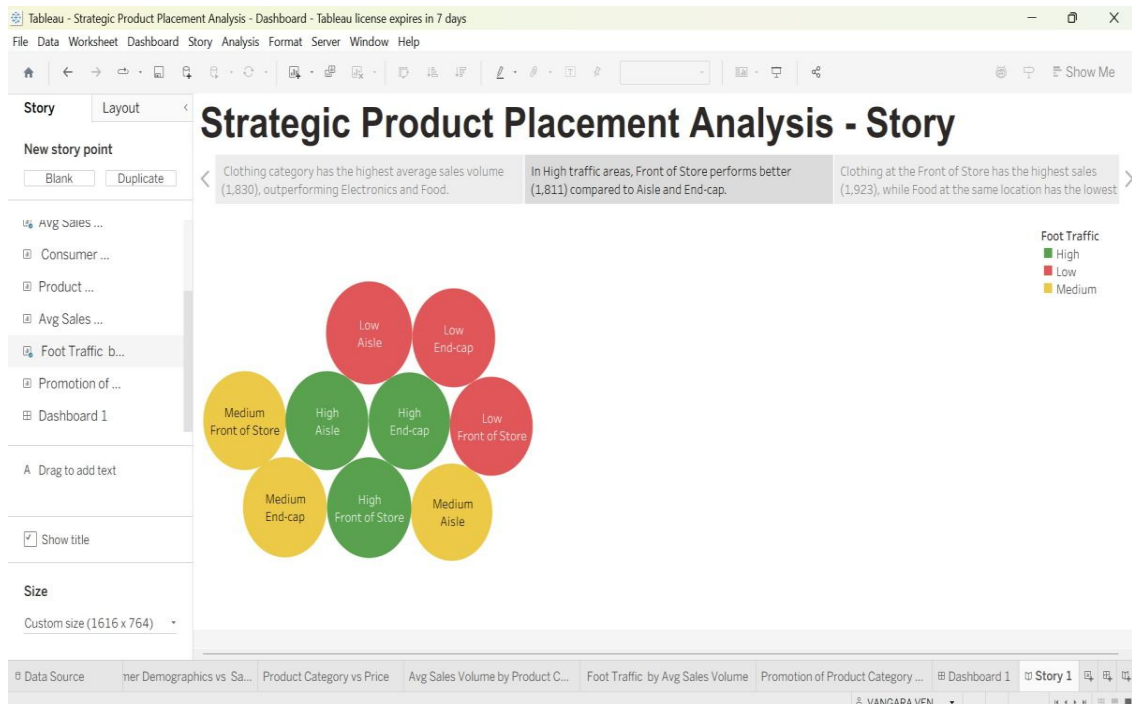 Tableau - Strategic Product Placement Analysis - Dashboard - Tableau license expires in 7 days
File Data Worksheet Dashboard Story Analysis Format Server Window Help
Show Me
Story Layout
Strategic Product Placement Analysis - Story
New story point
Blank Duplicate
Clothing category has the highest average sales volume
(1,830), outperforming Electronics and Food.
In High traffic areas, Front of Store performs better
(1,811) compared to Aisle and End-cap.
Clothing at the Front of Store has the highest sales
(1,923), while Food at the same location has the lowest
Avg Sales ...
Consumer ...
Product ...
Avg Sales ...
Foot Traffic b...
Promotion of ...
Dashboard 1
A Drag to add text
Show title
Size
Custom size (1616 x 764)
Foot Traffic
High
Low
Medium
Low
Aisle
Low
End-cap
Medium
Front of Store
High
Aisle
High
End-cap
Low
Front of Store
Medium
End-cap
High
Front of Store
Medium
Aisle
Data Source
mer Demographics vs Sa...
Product Category vs Price
Avg Sales Volume by Product C...
Foot Traffic by Avg Sales Volume
Promotion of Product Category ...
Dashboard 1
Story 1
VANGARA VEN